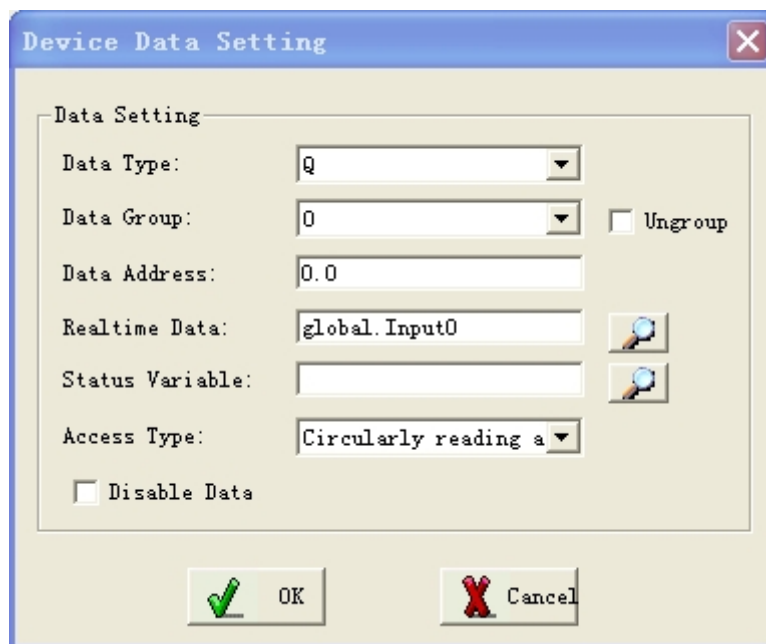 Device Data Setting
Data Setting
Data Type: Q
Data Group: 0 Ungroup
Data Address: 0.0
Realtime Data: global.Input0
Status Variable:
Access Type: Circularly reading a
Disable Data
OK Cancel